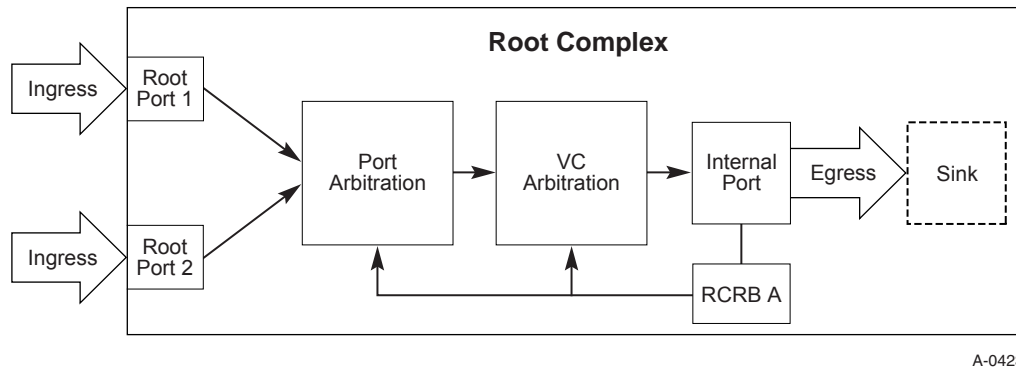 Root Complex
Ingress
Root
Port 1
Port
Arbitration
VC
Arbitration
Internal
Port
Egress
Sink
Ingress
Root
Port 2
RCRB A